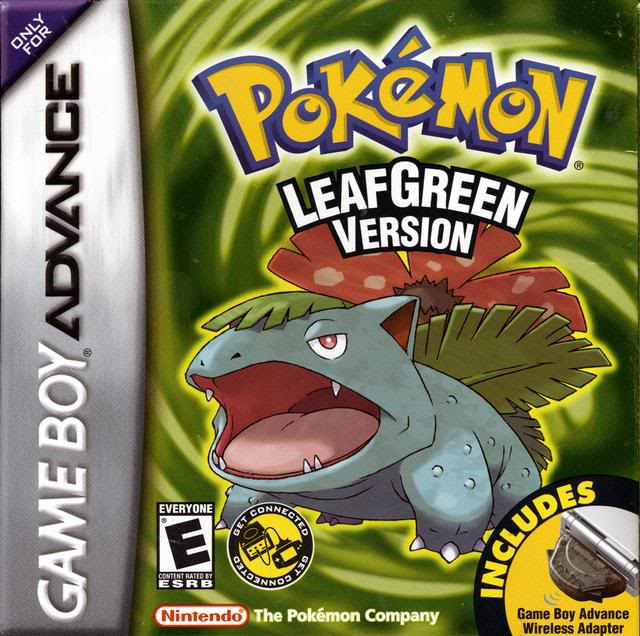 ONLY
FOR
GAME BOY ADVANCE
POKéMON
®
LEAFGREEN
VERSION
EVERYONE
E
®
CONTENT RATED BY
ESRB
GET CONNECTED
GET CONNECTED
INCLUDES
Game Boy Advance
Wireless Adapter
Nintendo®
The Pokémon Company